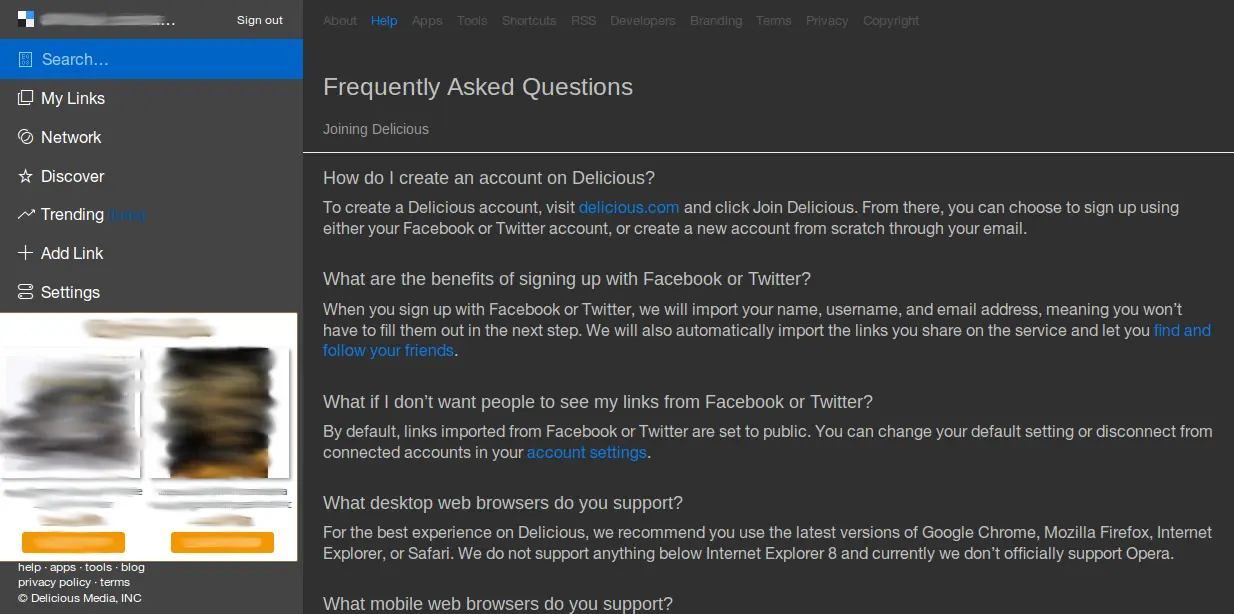 Sign out
Search…
My Links
Network
Discover
Trending
Add Link
Settings
help · apps · tools · blog
privacy policy · terms
© Delicious Media, INC
About Help Apps Tools Shortcuts RSS Developers Branding Terms Privacy Copyright
Frequently Asked Questions
Joining Delicious
How do I create an account on Delicious?
To create a Delicious account, visit delicious.com and click Join Delicious. From there, you can choose to sign up using
either your Facebook or Twitter account, or create a new account from scratch through your email.
What are the benefits of signing up with Facebook or Twitter?
When you sign up with Facebook or Twitter, we will import your name, username, and email address, meaning you won’t
have to fill them out in the next step. We will also automatically import the links you share on the service and let you find and
follow your friends.
What if I don’t want people to see my links from Facebook or Twitter?
By default, links imported from Facebook or Twitter are set to public. You can change your default setting or disconnect from
connected accounts in your account settings.
What desktop web browsers do you support?
For the best experience on Delicious, we recommend you use the latest versions of Google Chrome, Mozilla Firefox, Internet
Explorer, or Safari. We do not support anything below Internet Explorer 8 and currently we don’t officially support Opera.
What mobile web browsers do you support?